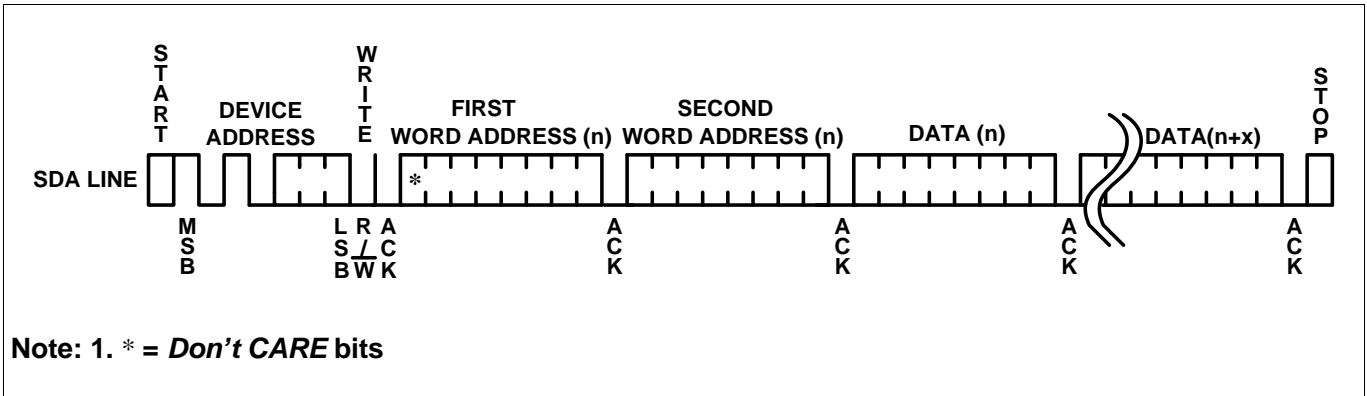 START
WRITE
STOP
DEVICE
ADDRESS
FIRST
WORD ADDRESS (n)
SECOND
WORD ADDRESS (n)
DATA (n)
DATA(n+x)
SDA LINE
*
MSB
LSB
R/W
ACK
ACK
ACK
ACK
ACK
Note: 1. * = Don't CARE bits